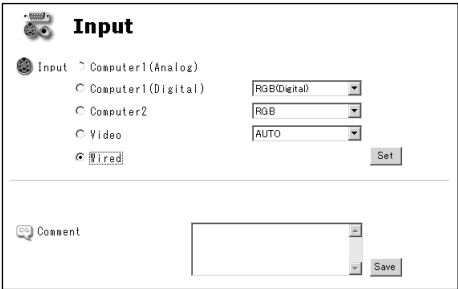 Input
Input Computer1(Analog)
Computer1(Digital) RGB(Digital)
Computer2 RGB
Video AUTO
Wired Set
Comment
Save